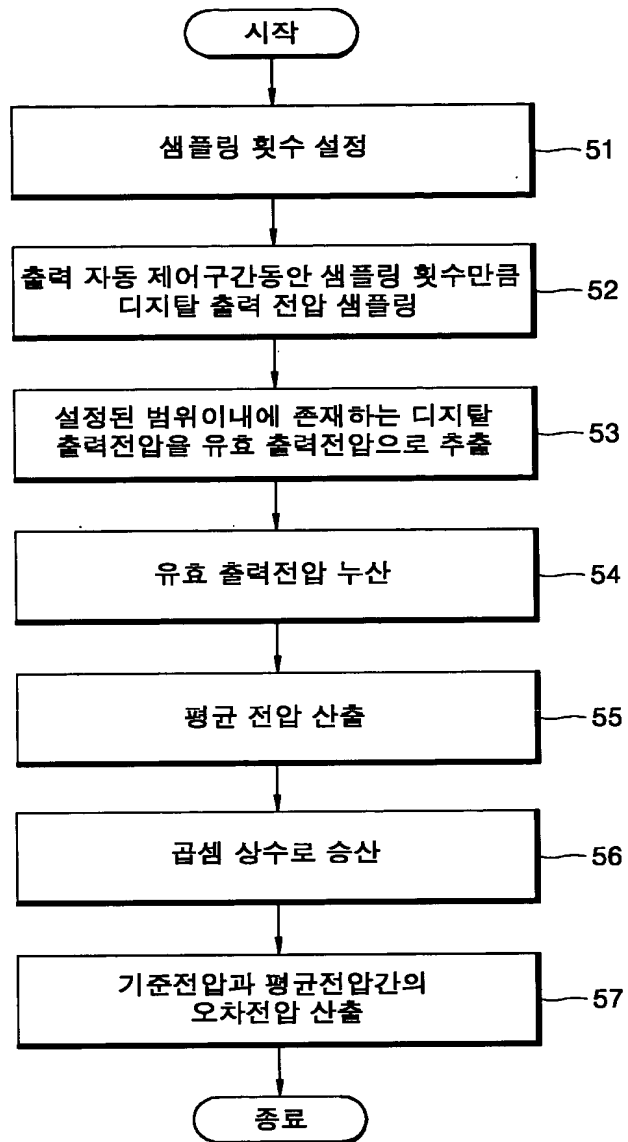 시작
샘플링 횟수 설정
51
출력 자동 제어구간동안 샘플링 횟수만큼
디지탈 출력 전압 샘플링
52
설정된 범위이내에 존재하는 디지탈
출력전압을 유효 출력전압으로 추출
53
유효 출력전압 누산
54
평균 전압 산출
55
곱셈 상수로 승산
56
기준전압과 평균전압간의
오차전압 산출
57
종료